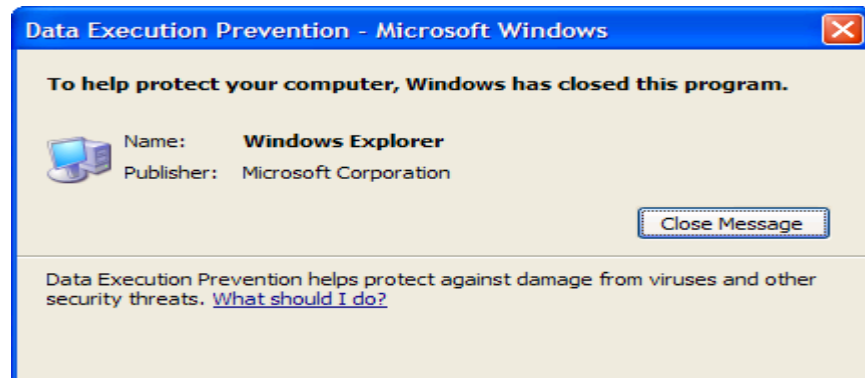 Data Execution Prevention - Microsoft Windows
To help protect your computer, Windows has closed this program.
Name: Windows Explorer
Publisher: Microsoft Corporation
Close Message
Data Execution Prevention helps protect against damage from viruses and other
security threats. What should I do?